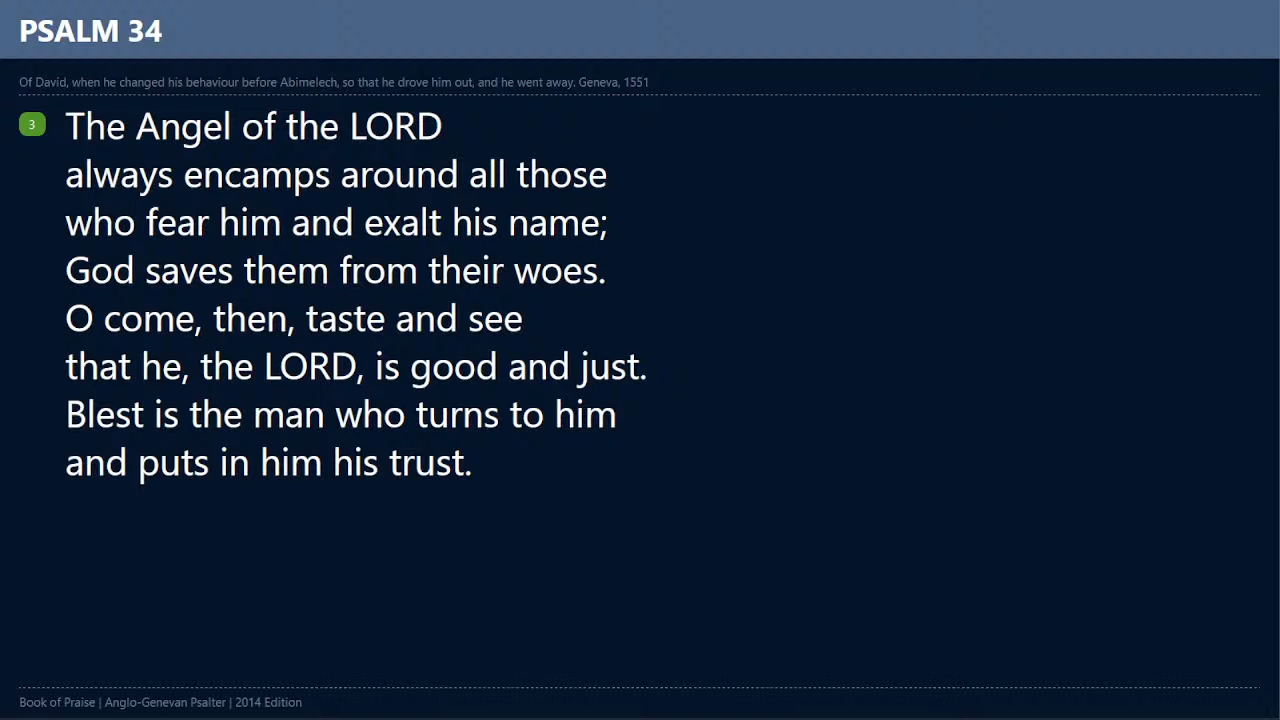 PSALM 34
Of David, when he changed his behaviour before Abimelech, so that he drove him out, and he went away. Geneva, 1551
3
The Angel of the LORD
always encamps around all those
who fear him and exalt his name;
God saves them from their woes.
O come, then, taste and see
that he, the LORD, is good and just.
Blest is the man who turns to him
and puts in him his trust.
Book of Praise | Anglo-Genevan Psalter | 2014 Edition